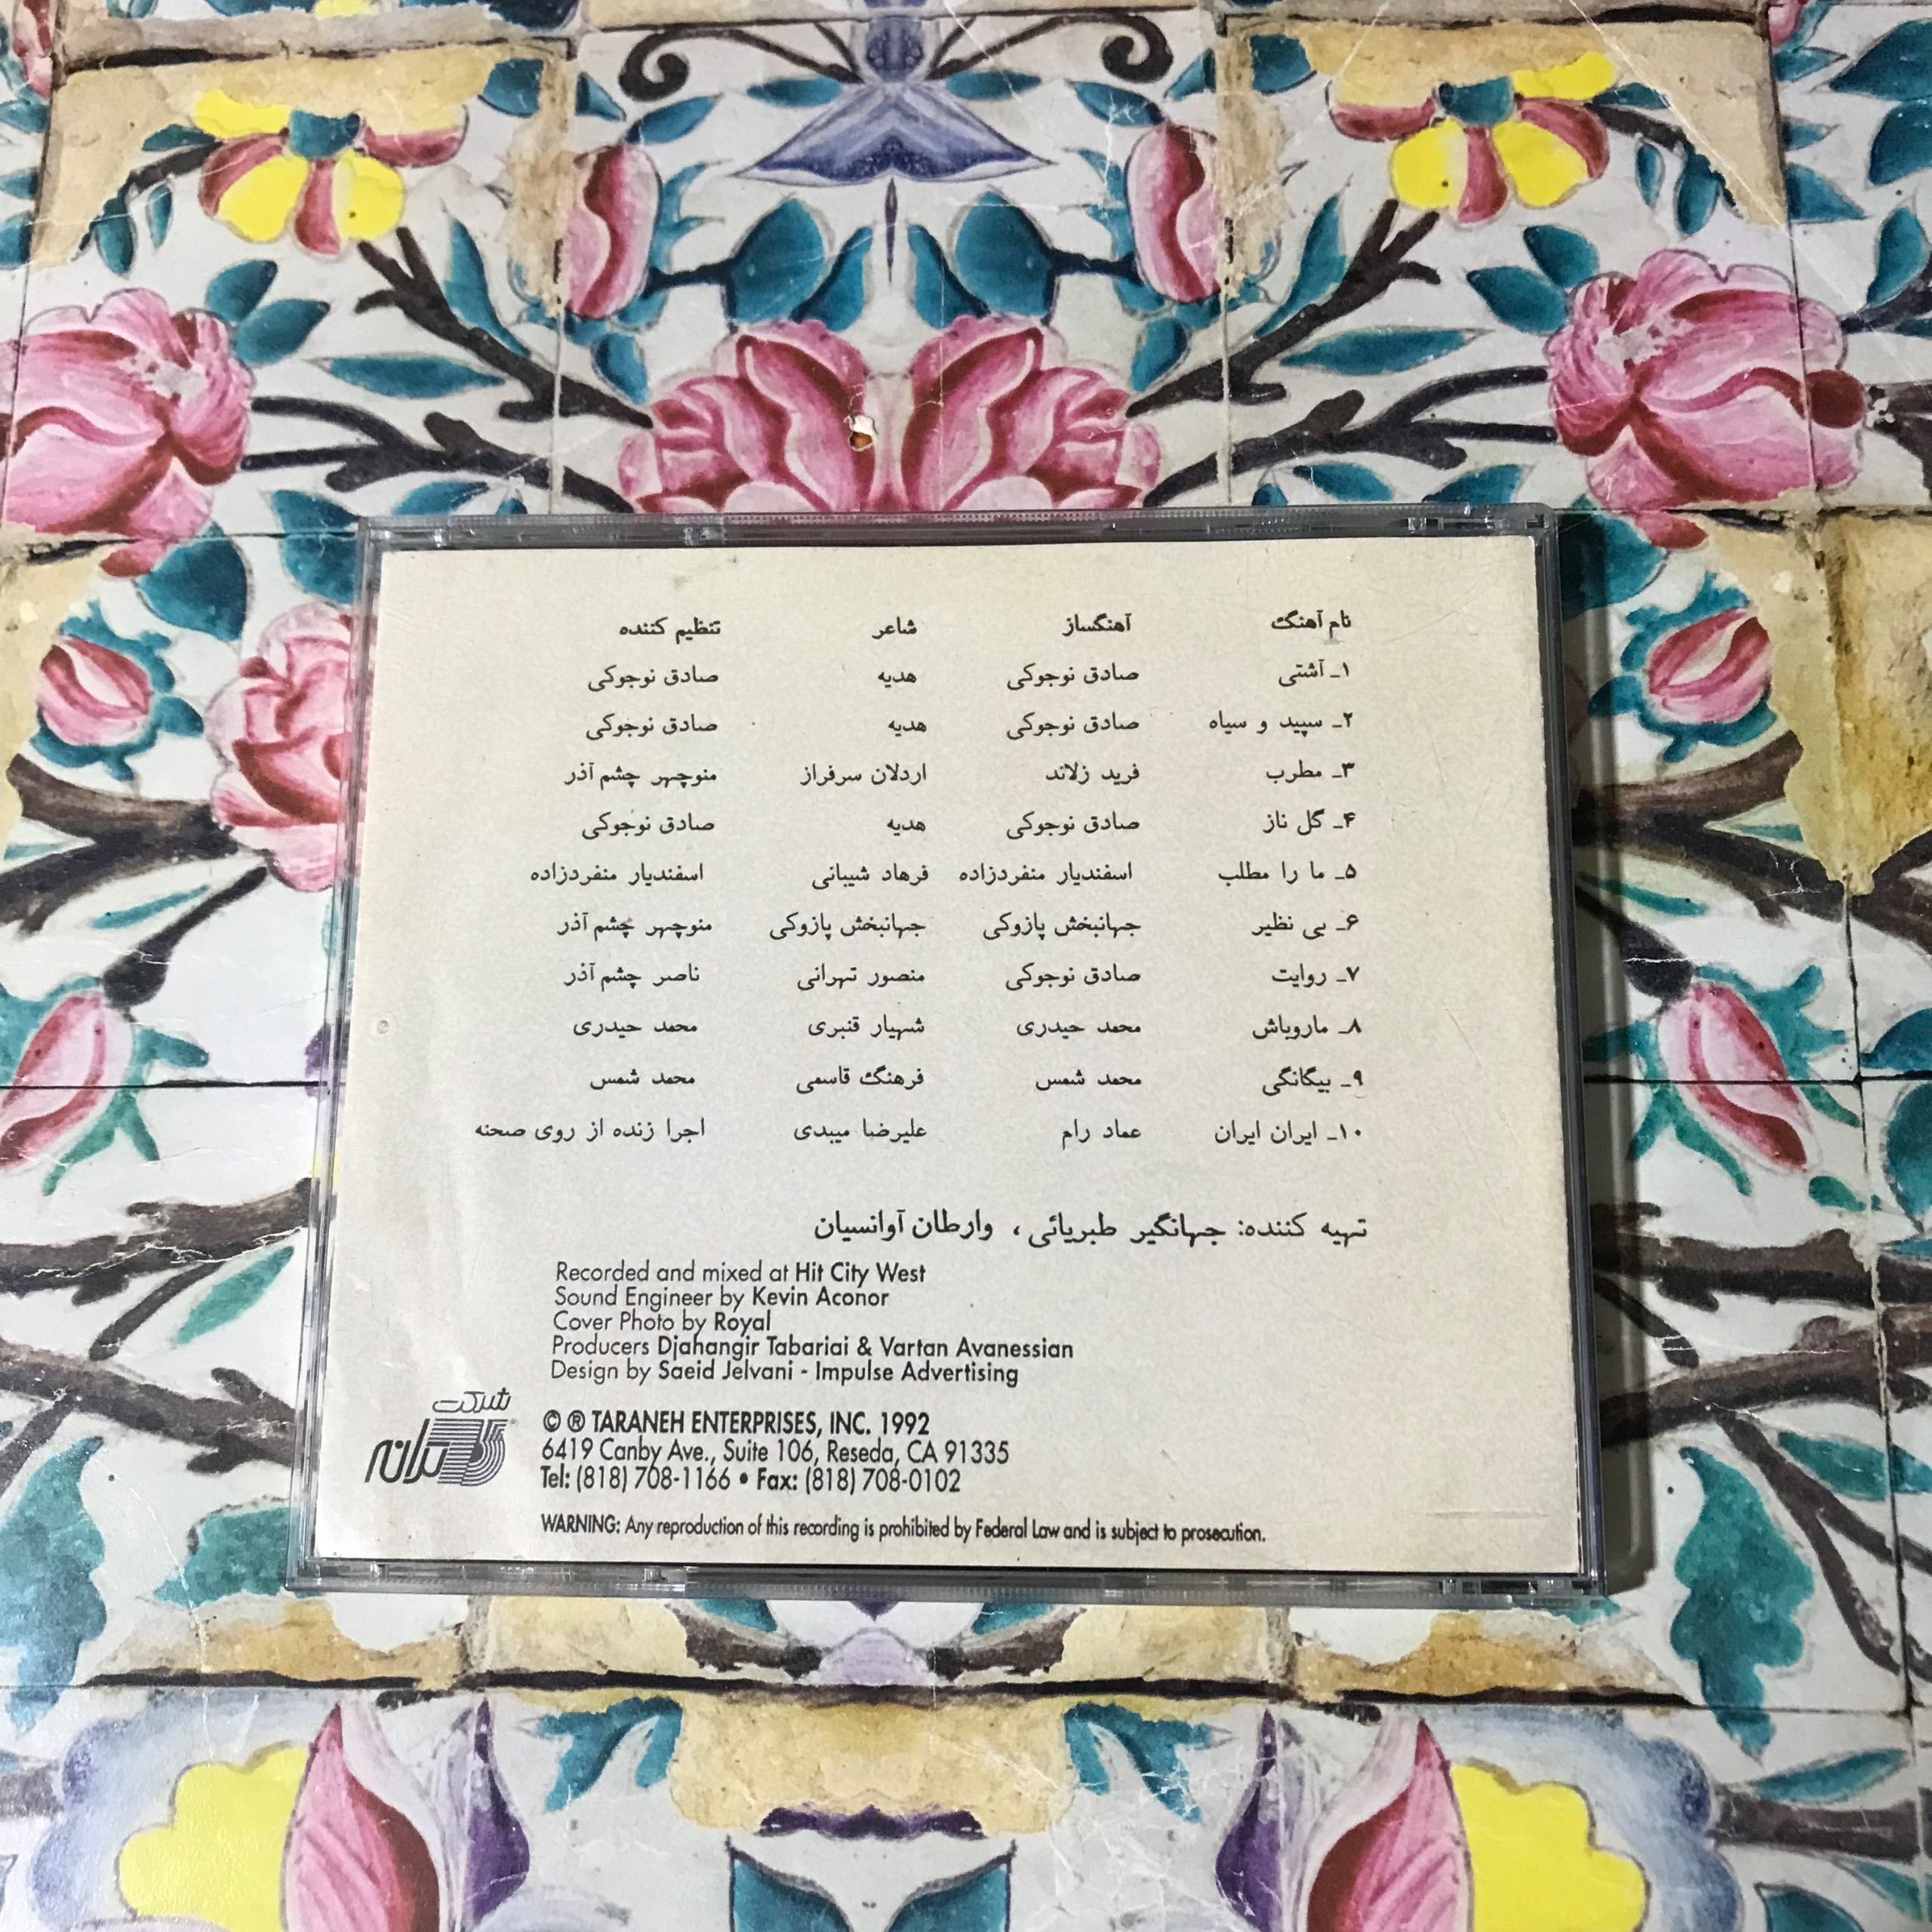 نام آهنگ آهنگساز شاعر تنظیم کننده
۱ـ آشتی صادق نوجوکی هدیه صادق نوجوکی
۲ـ سپید و سیاه صادق نوجوکی هدیه صادق نوجوکی
۳ـ مطرب فرید زلاند اردلان سرفراز منوچهر چشم آذر
۴ـ گل ناز صادق نوجوکی هدیه صادق نوجوکی
۵ـ ما را مطلب اسفندیار منفردزاده فرهاد شیبانی اسفندیار منفردزاده
۶ـ بی نظیر جهانبخش پازوکی جهانبخش پازوکی منوچهر چشم آذر
۷ـ روایت صادق نوجوکی منصور تهرانی ناصر چشم آذر
۸ـ مارو باش محمد حیدری شهیار قنبری محمد حیدری
۹ـ بیگانگی محمد شمس فرهنگ قاسمی محمد شمس
۱۰ـ ایران ایران عماد رام علیرضا میبدی اجرا زنده از روی صحنه
تهیه کننده: جهانگیر طبریائی ، وارطان آوانسیان
Recorded and mixed at Hit City West
Sound Engineer by Kevin Aconor
Cover Photo by Royal
Producers Djahangir Tabariai & Vartan Avanessian
Design by Saeid Jelvani - Impulse Advertising
شرکت
ترانه
© ® TARANEH ENTERPRISES, INC. 1992
6419 Canby Ave., Suite 106, Reseda, CA 91335
Tel: (818) 708-1166 • Fax: (818) 708-0102
WARNING: Any reproduction of this recording is prohibited by Federal Law and is subject to prosecution.